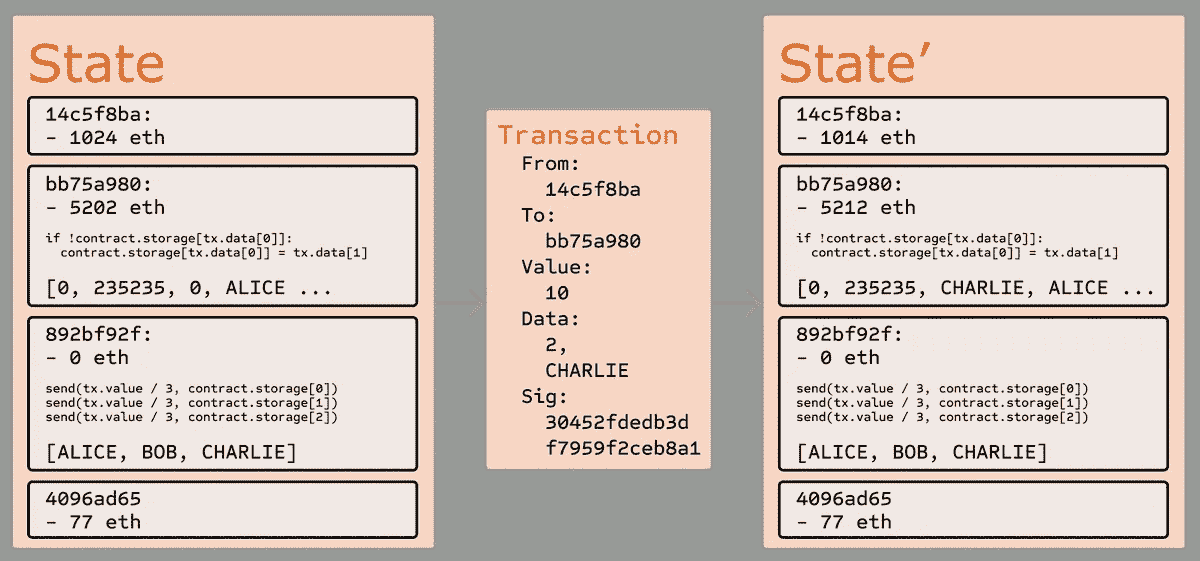 State
14c5f8ba:
- 1024 eth
bb75a980:
- 5202 eth
if !contract.storage[tx.data[0]]:
contract.storage[tx.data[0]] = tx.data[1]
[0, 235235, 0, ALICE ...
892bf92f:
- 0 eth
send(tx.value / 3, contract.storage[0])
send(tx.value / 3, contract.storage[1])
send(tx.value / 3, contract.storage[2])
[ALICE, BOB, CHARLIE]
4096ad65
- 77 eth
Transaction
From:
14c5f8ba
To:
bb75a980
Value:
10
Data:
2,
CHARLIE
Sig:
30452fdedb3d
f7959f2ceb8a1
State’
14c5f8ba:
- 1014 eth
bb75a980:
- 5212 eth
if !contract.storage[tx.data[0]]:
contract.storage[tx.data[0]] = tx.data[1]
[0, 235235, CHARLIE, ALICE ...
892bf92f:
- 0 eth
send(tx.value / 3, contract.storage[0])
send(tx.value / 3, contract.storage[1])
send(tx.value / 3, contract.storage[2])
[ALICE, BOB, CHARLIE]
4096ad65
- 77 eth